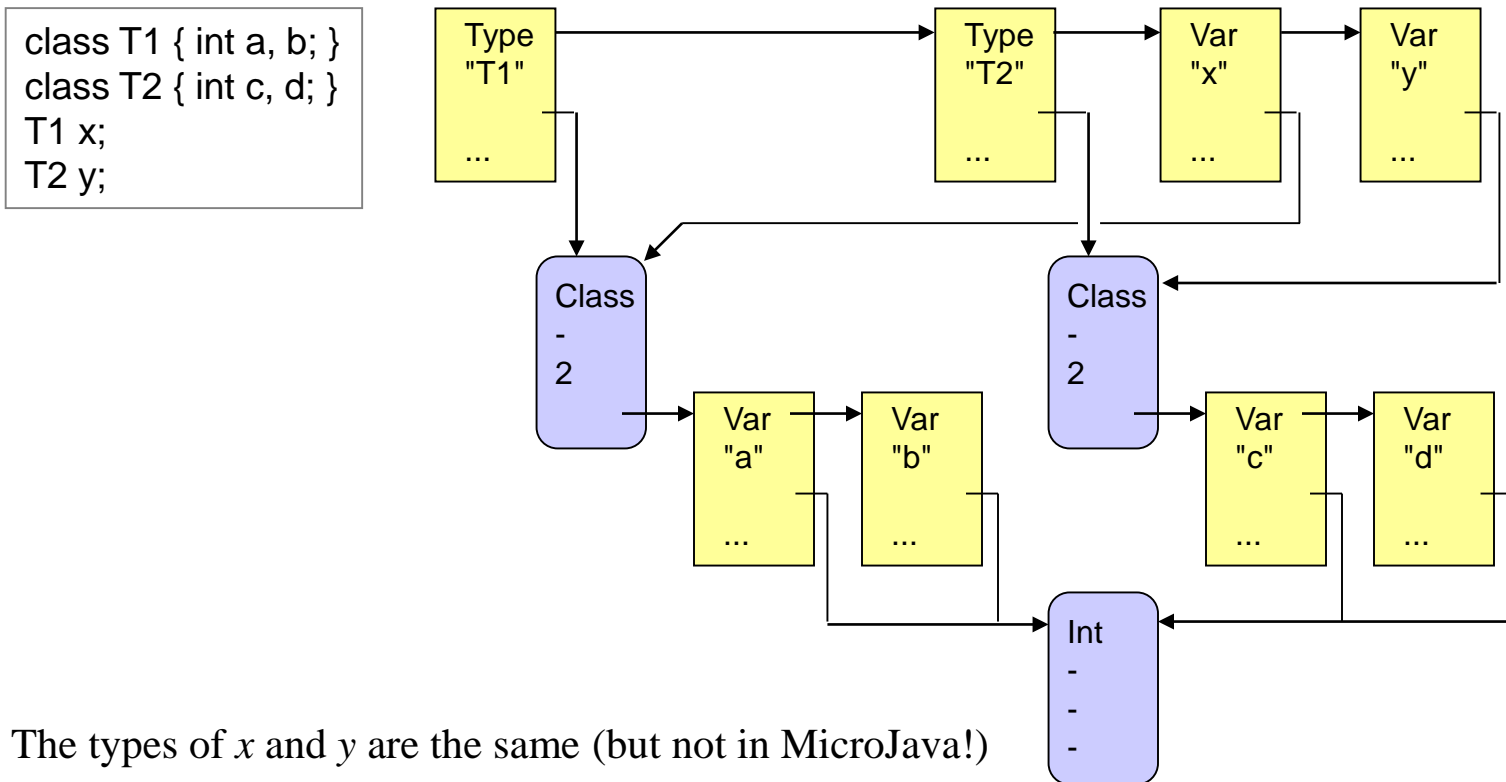 class T1 { int a, b; }
class T2 { int c, d; }
T1 x;
T2 y;
Type
"T1"
...
Type
"T2"
...
Var
"x"
...
Var
"y"
...
Class
-
2
Class
-
2
Var
"a"
...
Var
"b"
...
Var
"c"
...
Var
"d"
...
Int
-
-
-
The types of x and y are the same (but not in MicroJava!)